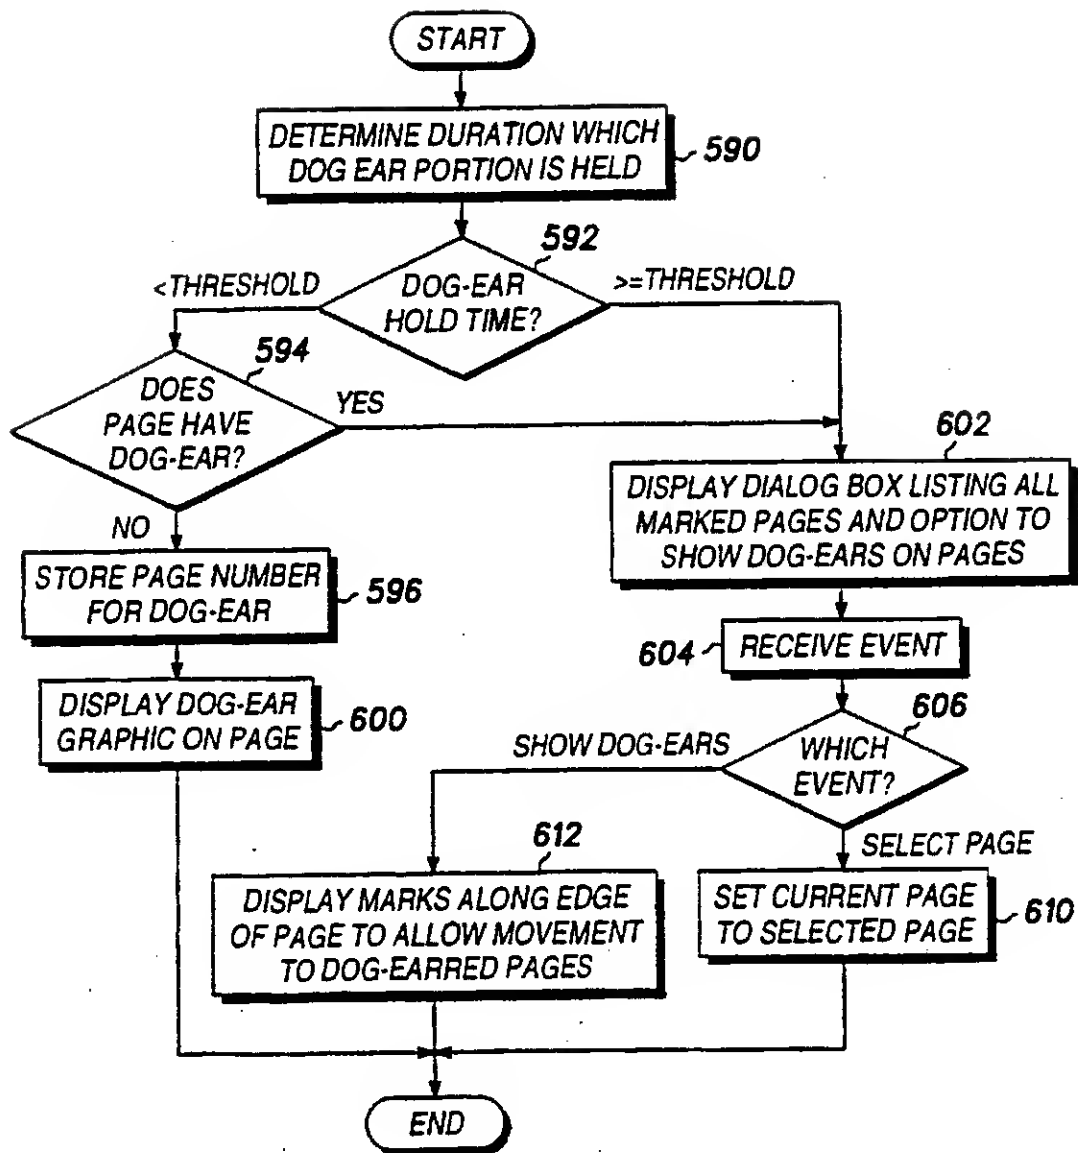 START
DETERMINE DURATION WHICH
DOG EAR PORTION IS HELD
590
592
<THRESHOLD
DOG-EAR
HOLD TIME?
>=THRESHOLD
594
DOES
PAGE HAVE
DOG-EAR?
YES
NO
STORE PAGE NUMBER
FOR DOG-EAR
596
DISPLAY DOG-EAR
GRAPHIC ON PAGE
600
602
DISPLAY DIALOG BOX LISTING ALL
MARKED PAGES AND OPTION TO
SHOW DOG-EARS ON PAGES
604
RECEIVE EVENT
606
SHOW DOG-EARS
WHICH
EVENT?
SELECT PAGE
612
DISPLAY MARKS ALONG EDGE
OF PAGE TO ALLOW MOVEMENT
TO DOG-EARRED PAGES
SET CURRENT PAGE
TO SELECTED PAGE
610
END